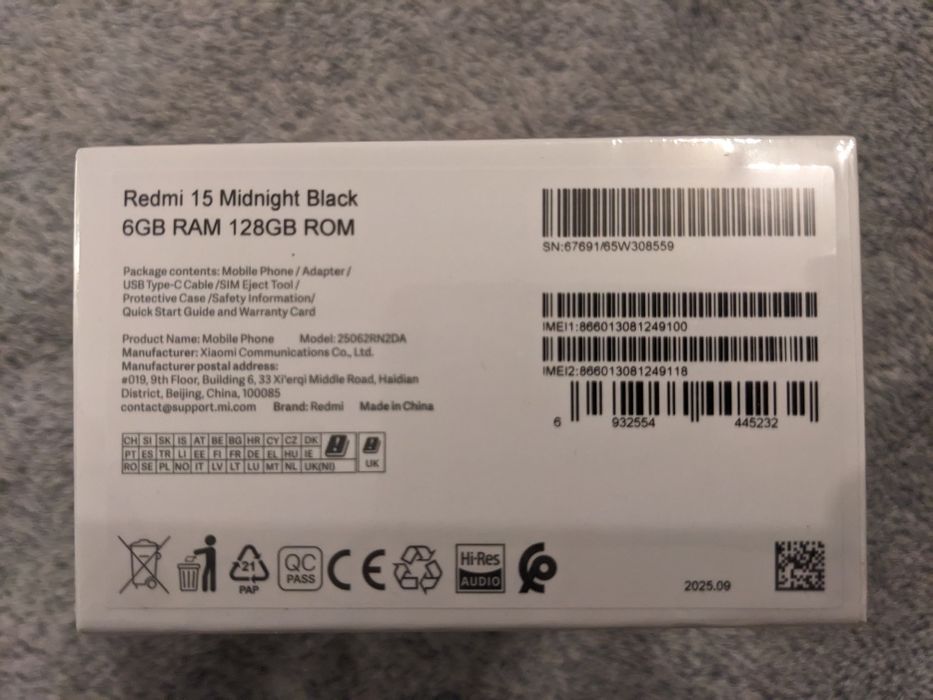 Redmi 15 Midnight Black
6GB RAM 128GB ROM
Package contents: Mobile Phone / Adapter /
USB Type-C Cable /SIM Eject Tool /
Protective Case /Safety Information/
Quick Start Guide and Warranty Card
Product Name: Mobile Phone Model: 25062RN2DA
Manufacturer: Xiaomi Communications Co., Ltd.
Manufacturer postal address:
#019, 9th Floor, Building 6, 33 Xi'erqi Middle Road, Haidian
District, Beijing, China, 100085
contact@support.mi.com Brand: Redmi Made in China
CH SI SK IS AT BE BG HR CY CZ DK
PT ES TR LI EE FI FR DE EL HU IE
RO SE PL NO IT LV LT LU MT NL UK(NI)
UK
SN:67691/65W308559
IMEI1:866013081249100
IMEI2:866013081249118
6 932554 445232
21
PAP
QC
PASS
CE
Hi-Res
AUDIO
2025.09